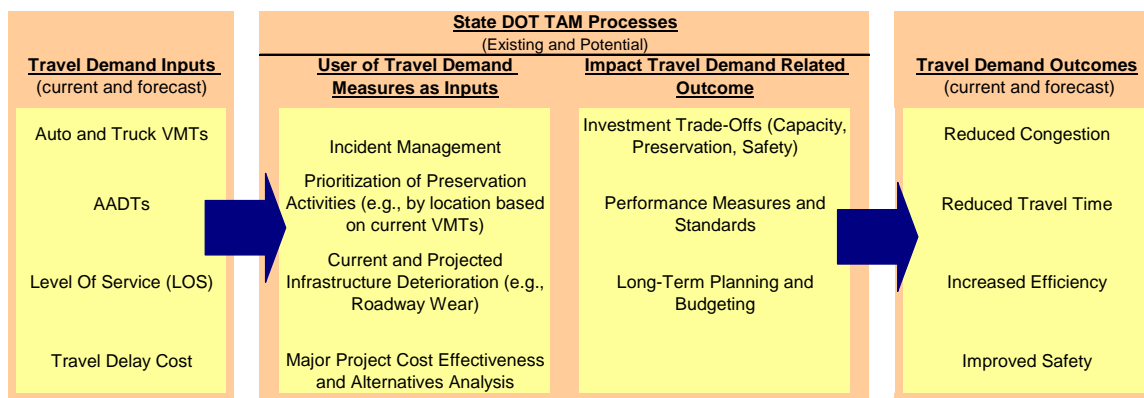 State DOT TAM Processes
(Existing and Potential)
Travel Demand Inputs
(current and forecast)
Auto and Truck VMTs
AADTs
Level Of Service (LOS)
Travel Delay Cost
User of Travel Demand
Measures as Inputs
Incident Management
Prioritization of Preservation
Activities (e.g., by location based
on current VMTs)
Current and Projected
Infrastructure Deterioration (e.g.,
Roadway Wear)
Major Project Cost Effectiveness
and Alternatives Analysis
Impact Travel Demand Related
Outcome
Investment Trade-Offs (Capacity,
Preservation, Safety)
Performance Measures and
Standards
Long-Term Planning and
Budgeting
Travel Demand Outcomes
(current and forecast)
Reduced Congestion
Reduced Travel Time
Increased Efficiency
Improved Safety